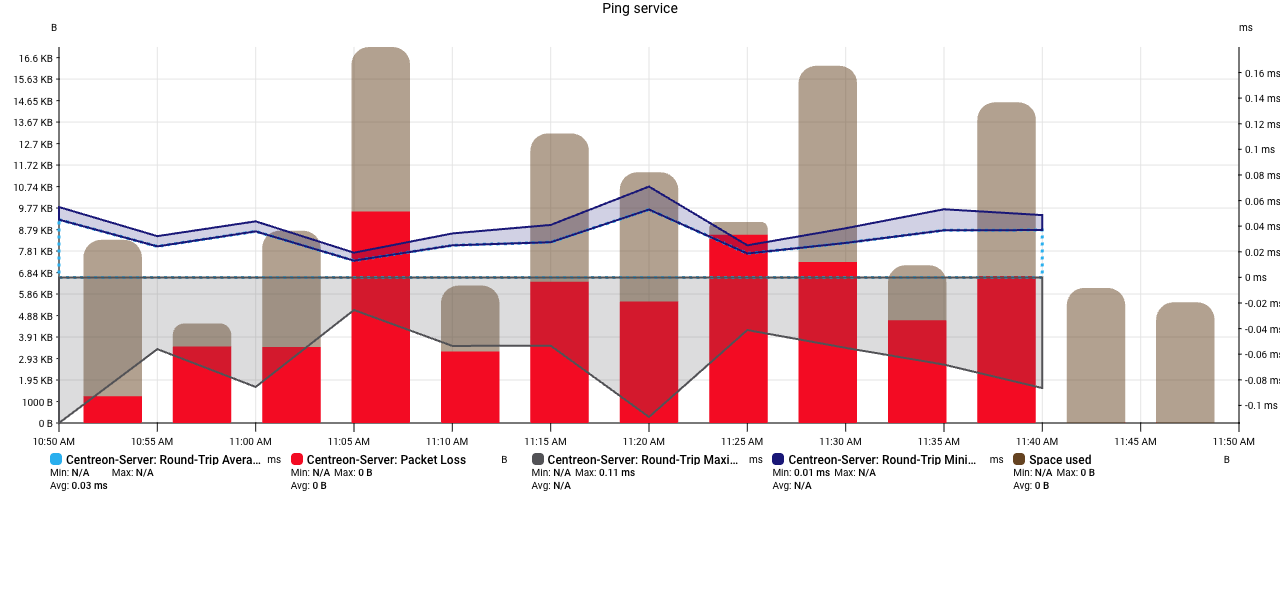 Ping service
B
ms
16.6 KB
15.63 KB
14.65 KB
13.67 KB
12.7 KB
11.72 KB
10.74 KB
9.77 KB
8.79 KB
7.81 KB
6.84 KB
5.86 KB
4.88 KB
3.91 KB
2.93 KB
1.95 KB
1000 B
0 B
0.16 ms
0.14 ms
0.12 ms
0.1 ms
0.08 ms
0.06 ms
0.04 ms
0.02 ms
0 ms
-0.02 ms
-0.04 ms
-0.06 ms
-0.08 ms
-0.1 ms
10:50 AM 10:55 AM 11:00 AM 11:05 AM 11:10 AM 11:15 AM 11:20 AM 11:25 AM 11:30 AM 11:35 AM 11:40 AM 11:45 AM 11:50 AM
Centreon-Server: Round-Trip Avera... ms
Min: N/A Max: N/A
Avg: 0.03 ms
Centreon-Server: Packet Loss B
Min: N/A Max: 0 B
Avg: 0 B
Centreon-Server: Round-Trip Maxi... ms
Min: N/A Max: 0.11 ms
Avg: N/A
Centreon-Server: Round-Trip Mini... ms
Min: 0.01 ms Max: N/A
Avg: N/A
Space used B
Min: N/A Max: 0 B
Avg: 0 B